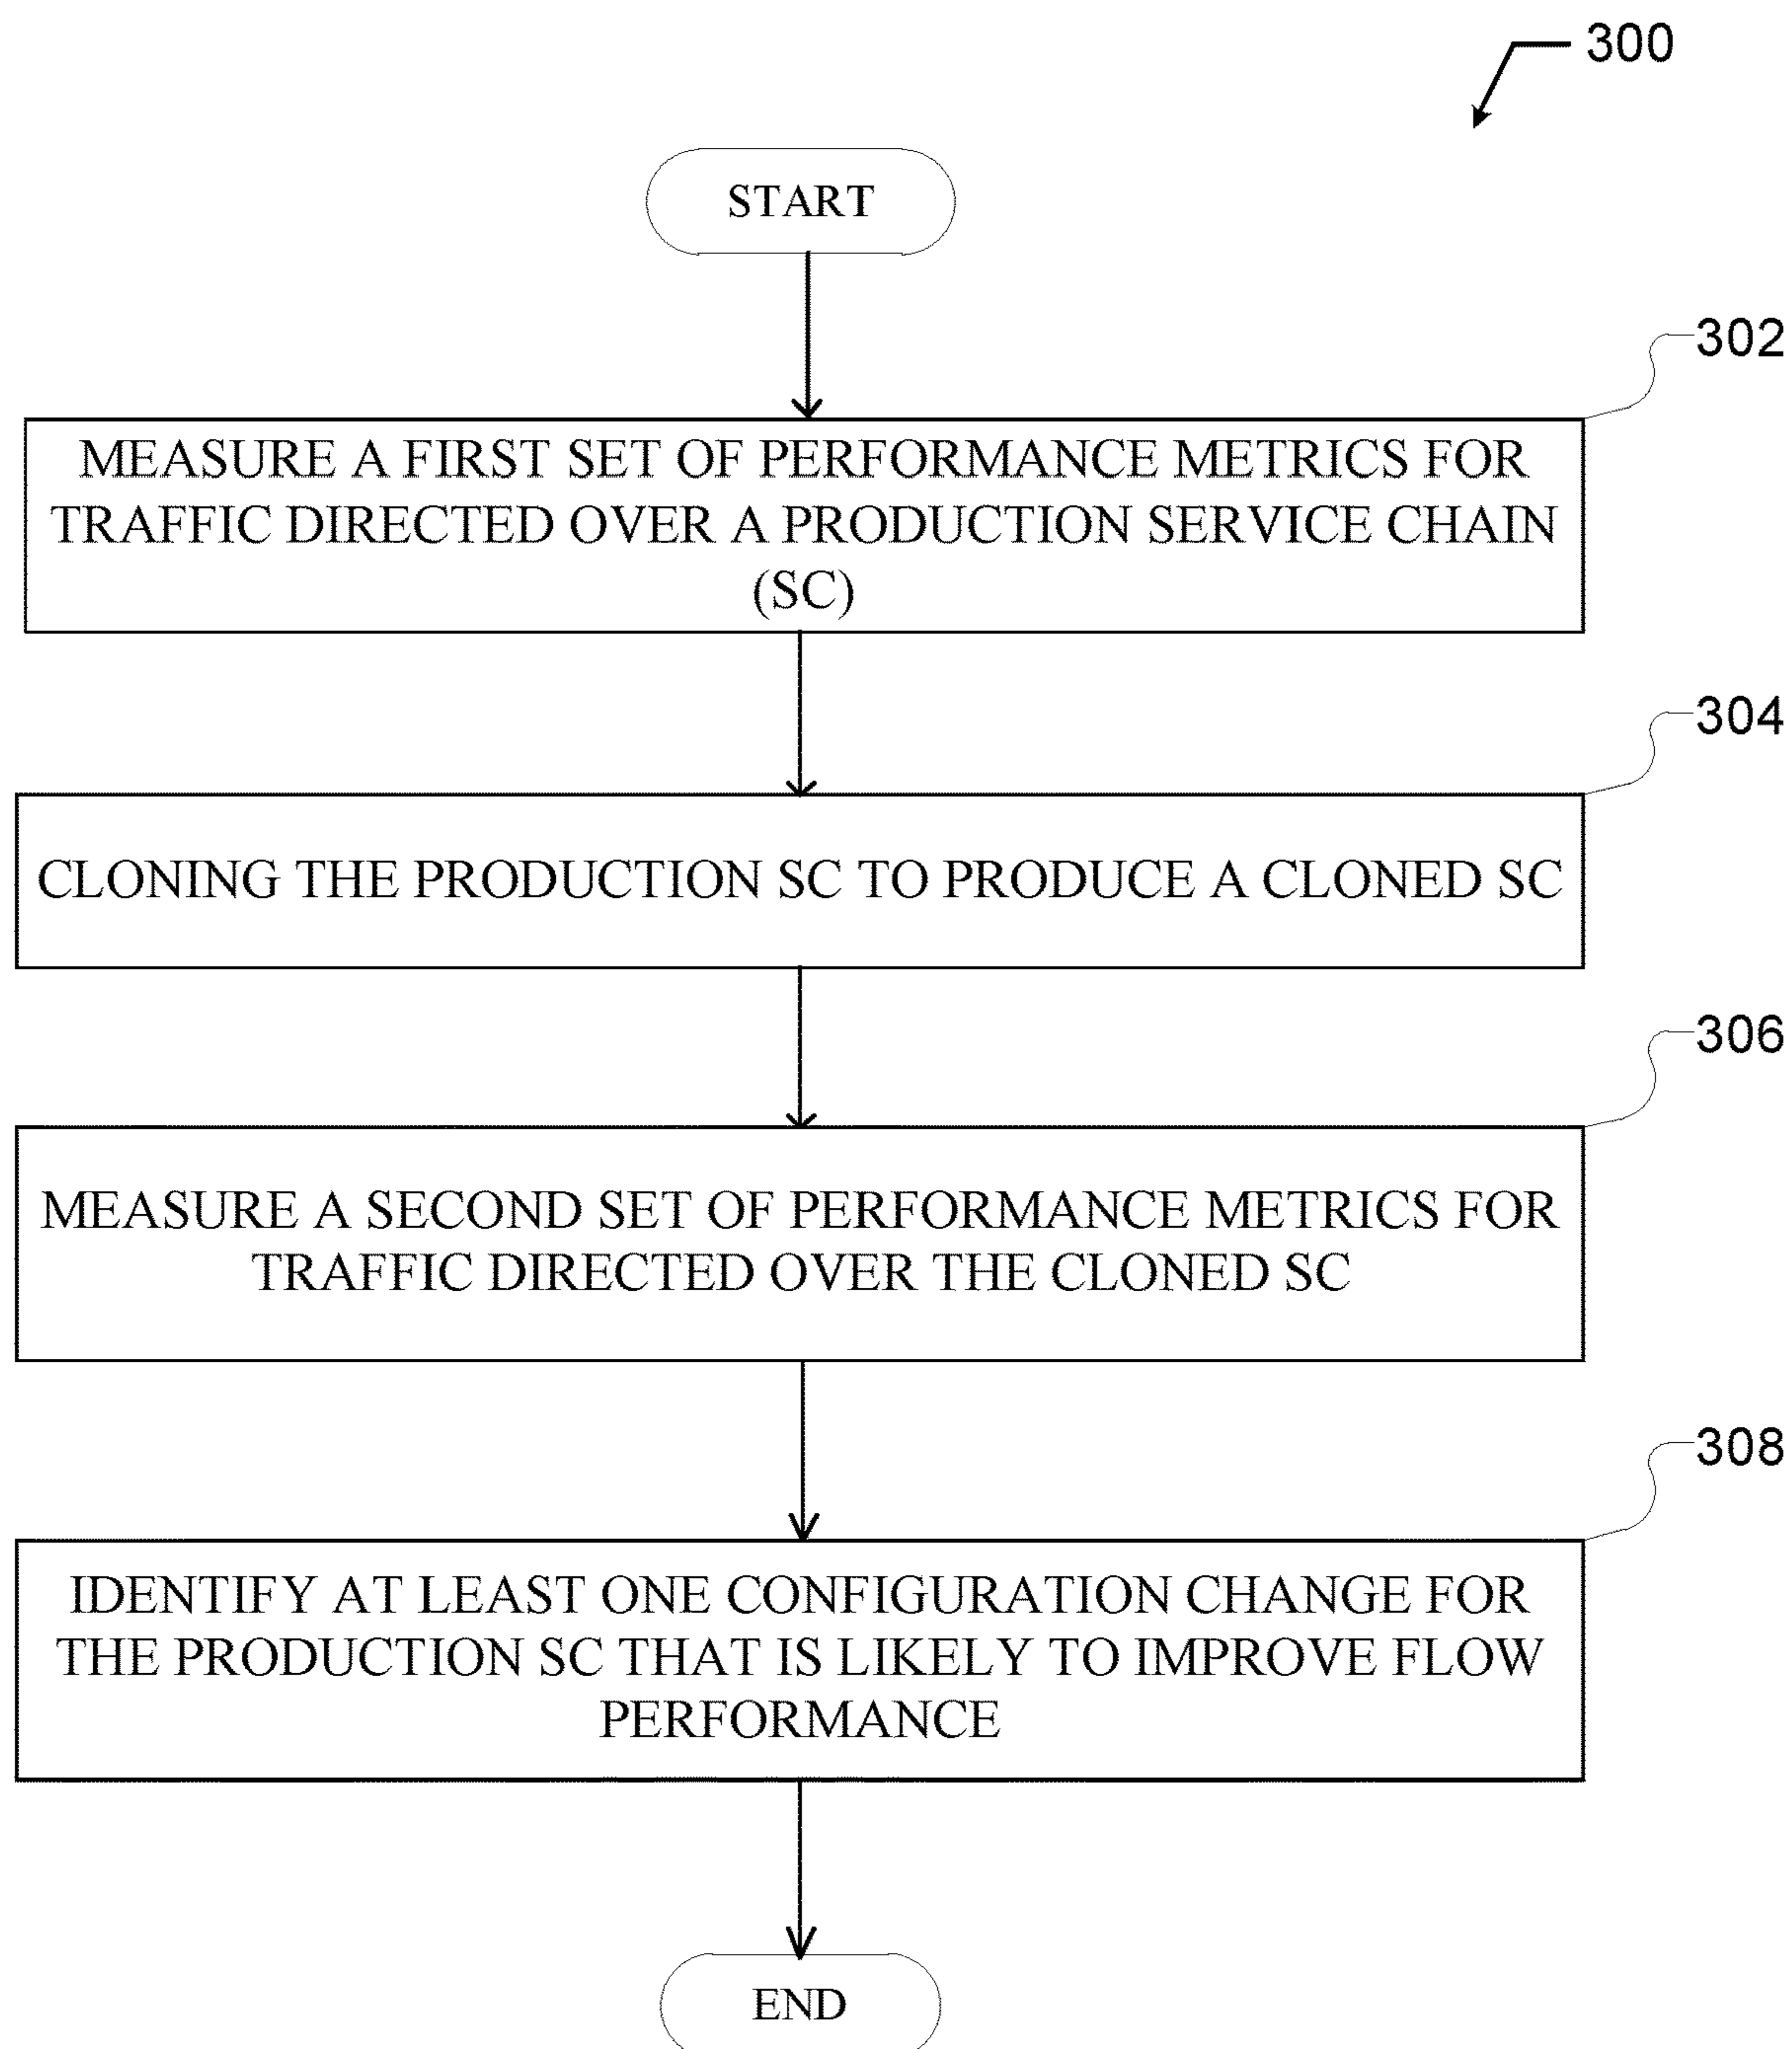 300
START
302
MEASURE A FIRST SET OF PERFORMANCE METRICS FOR
TRAFFIC DIRECTED OVER A PRODUCTION SERVICE CHAIN
(SC)
304
CLONING THE PRODUCTION SC TO PRODUCE A CLONED SC
306
MEASURE A SECOND SET OF PERFORMANCE METRICS FOR
TRAFFIC DIRECTED OVER THE CLONED SC
308
IDENTIFY AT LEAST ONE CONFIGURATION CHANGE FOR
THE PRODUCTION SC THAT IS LIKELY TO IMPROVE FLOW
PERFORMANCE
END